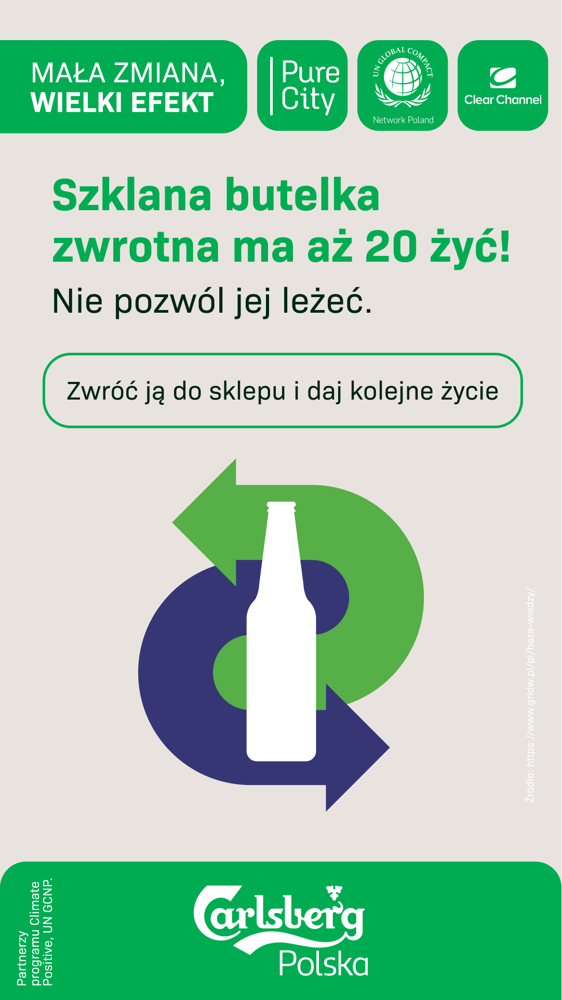 MAŁA ZMIANA,
WIELKI EFEKT
Pure
City
UN GLOBAL COMPACT
Network Poland
Clear Channel
Szklana butelka
zwrotna ma aż 20 żyć!
Nie pozwól jej leżeć.
Zwróć ją do sklepu i daj kolejne życie
Źródło: https://www.gridw.pl/pl/baza-wiedzy/
Partnerzy
programu Climate
Positive, UN GCNP.
Carlsberg
Polska